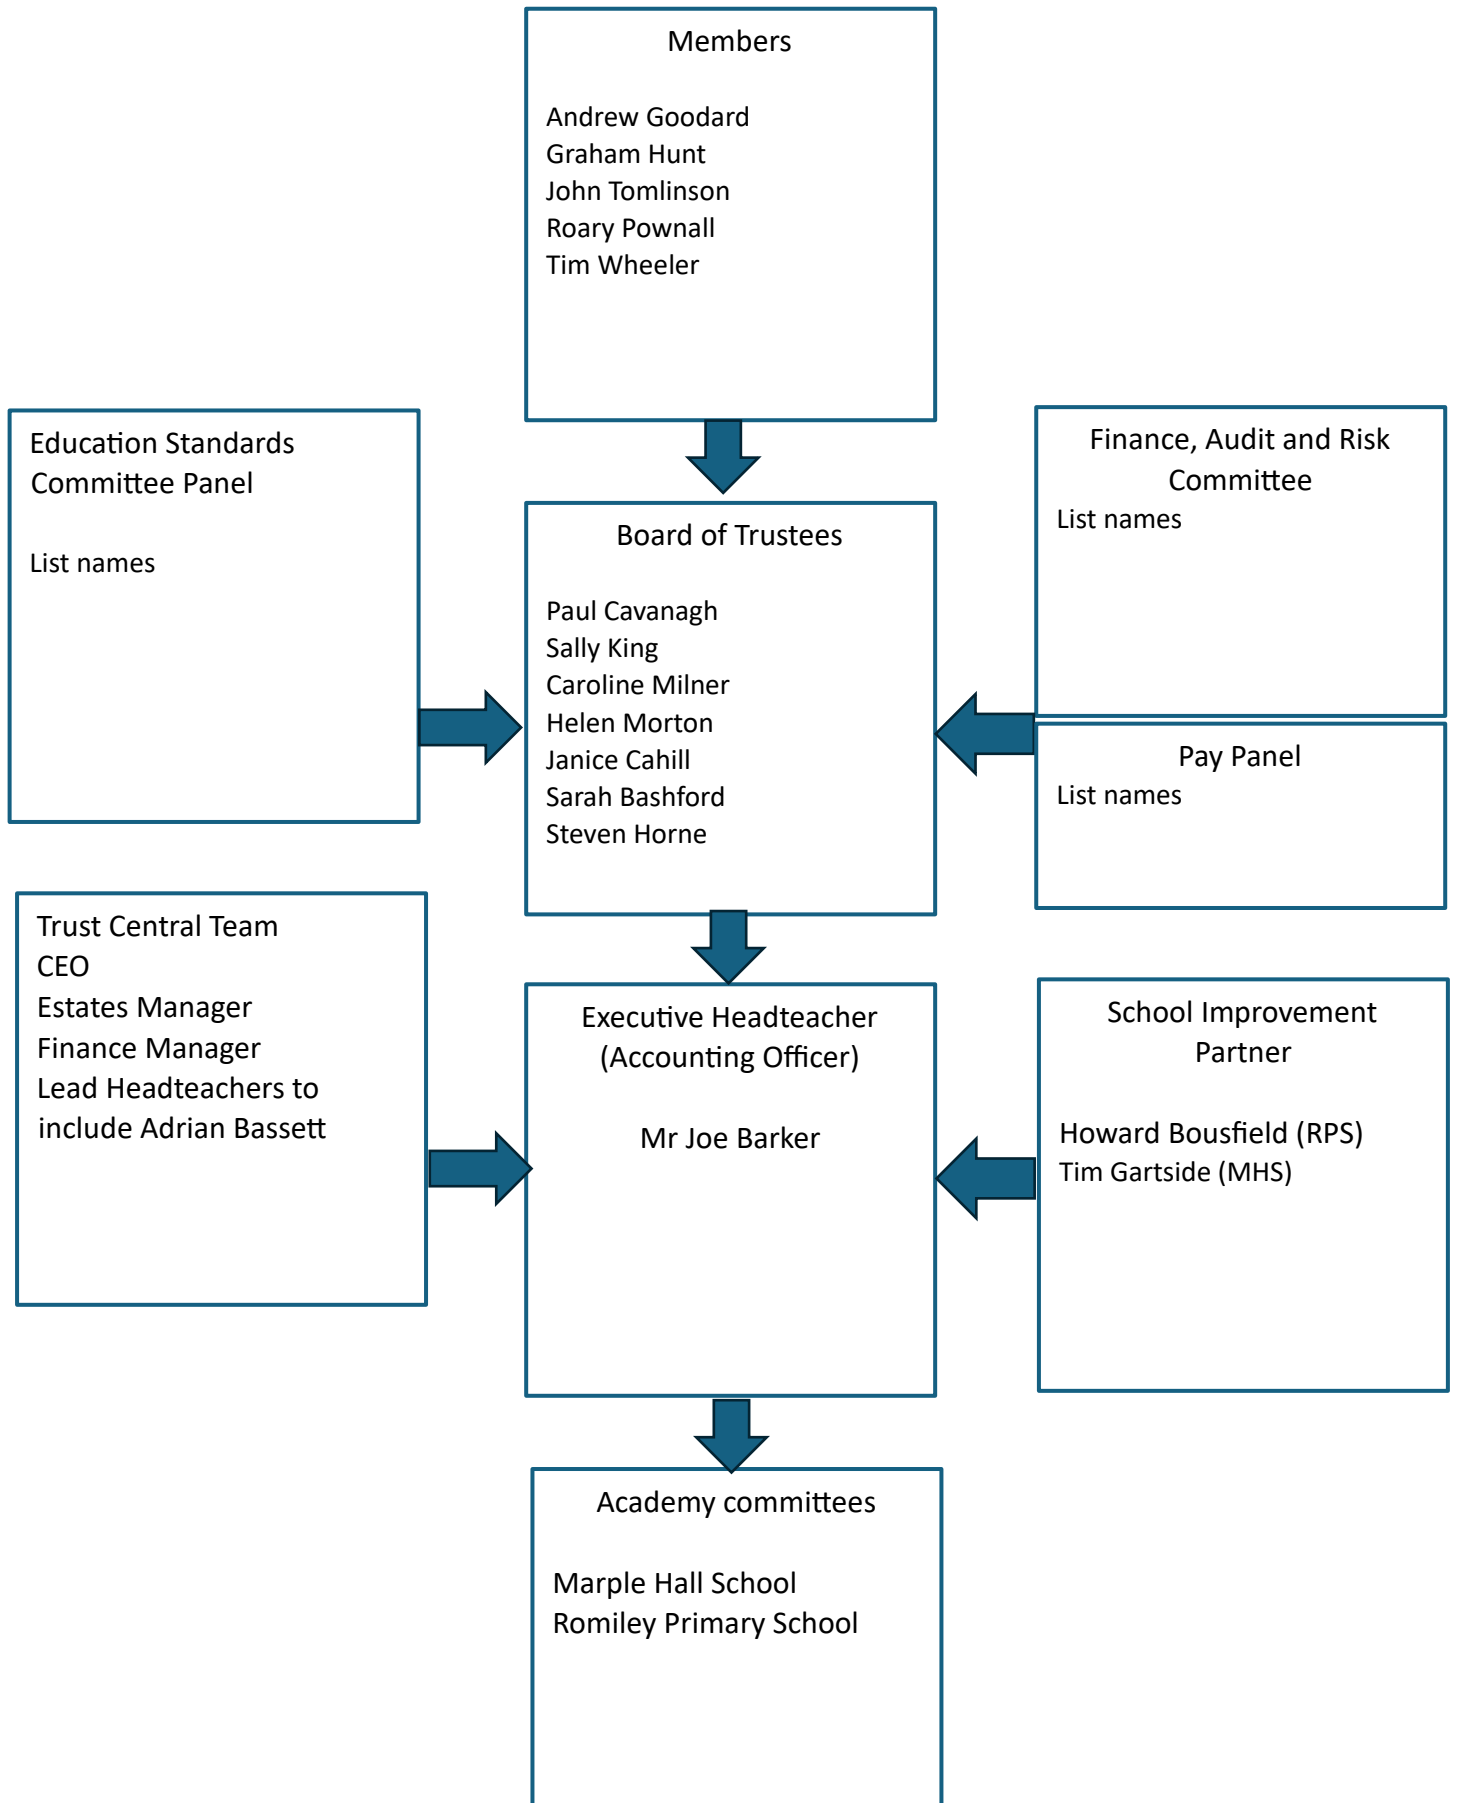 Members
Andrew Goodard
Graham Hunt
John Tomlinson
Roary Pownall
Tim Wheeler
Education Standards
Committee Panel
List names
Finance, Audit and Risk
Committee
List names
Board of Trustees
Paul Cavanagh
Sally King
Caroline Milner
Helen Morton
Janice Cahill
Sarah Bashford
Steven Horne
Pay Panel
List names
Trust Central Team
CEO
Estates Manager
Finance Manager
Lead Headteachers to
include Adrian Bassett
Executive Headteacher
(Accounting Officer)
Mr Joe Barker
School Improvement
Partner
Howard Bousfield (RPS)
Tim Gartside (MHS)
Academy committees
Marple Hall School
Romiley Primary School